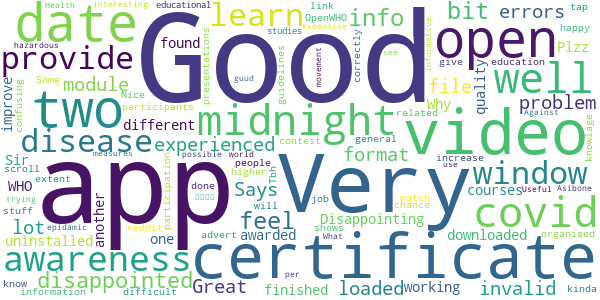 date
learn
info
bit
errors
link
OpenWHO
Health
interesting
educational
expensive
tap
happy
Plzz
see
studies
Some
hazardous
provide
Good
open
well
found
presentations
movement
guidelines
correctly
informative
give
education
improve
module
confusing
Nice
participants
guud
file
Why
quality
Against
problem
two
midnight
video
different
contest
general
related
knowlage
disease
experienced
format
increase
use
Sir
scroll
measures
possible
world
people
window
WHO
extent
app
Very
done
higher
tbh
job
Says
watch
chance
courses
Useful
Asibone
trying
stuff
epidemic
another
participation
reddit
feel
will
Disappointing
covid
lot
uninstalled
one
advert
awarded
shows
What
downloaded
organised
awareness
certificate
disappointed
know
information
difficult
Great
finished
per
loaded
working
invalid
kinda